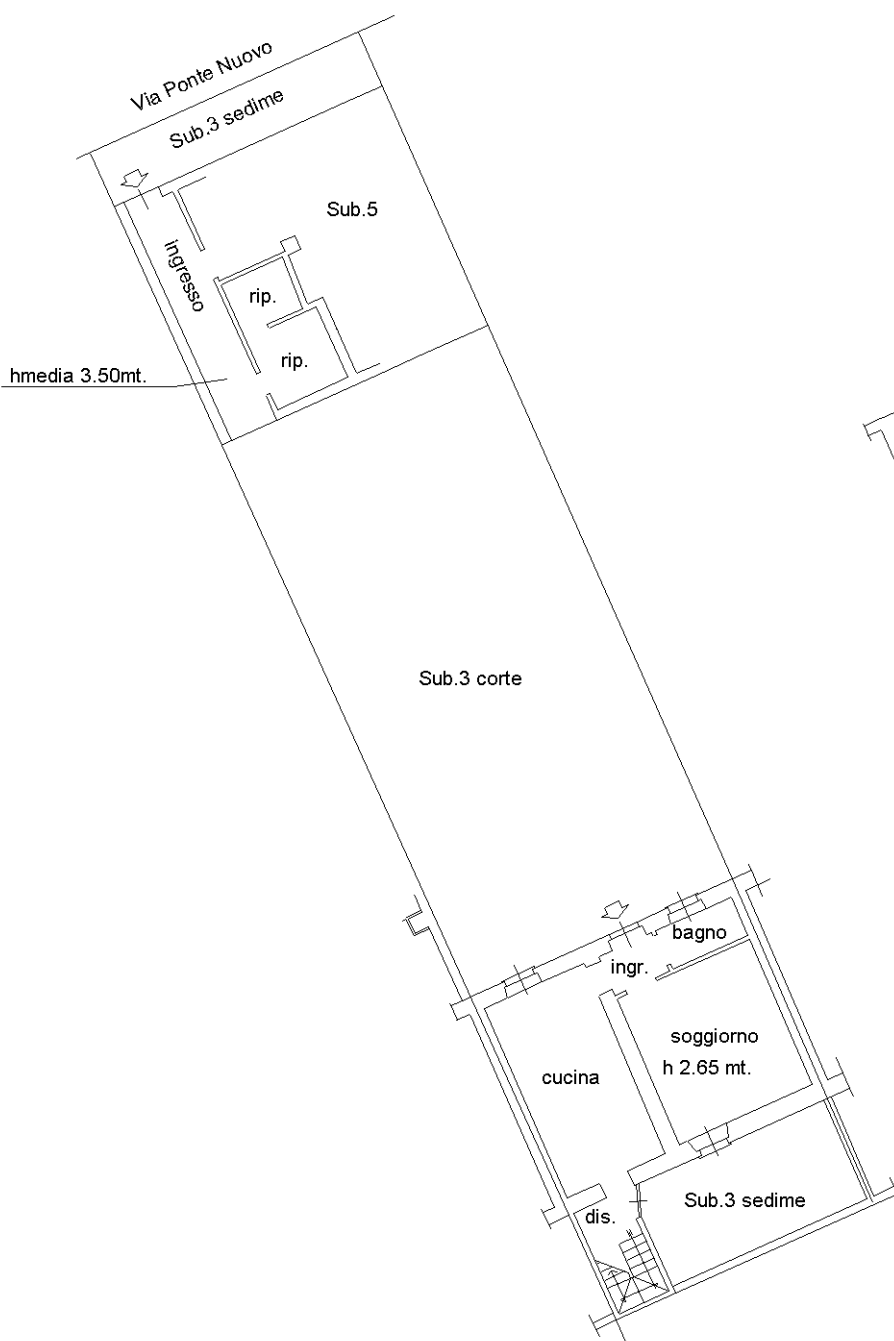 Via Ponte Nuovo
Sub.3 sedime
Sub.5
ingresso
rip.
rip.
hmedia 3.50mt.
Sub.3 corte
bagno
ingr.
soggiorno
h 2.65 mt.
cucina
Sub.3 sedime
dis.